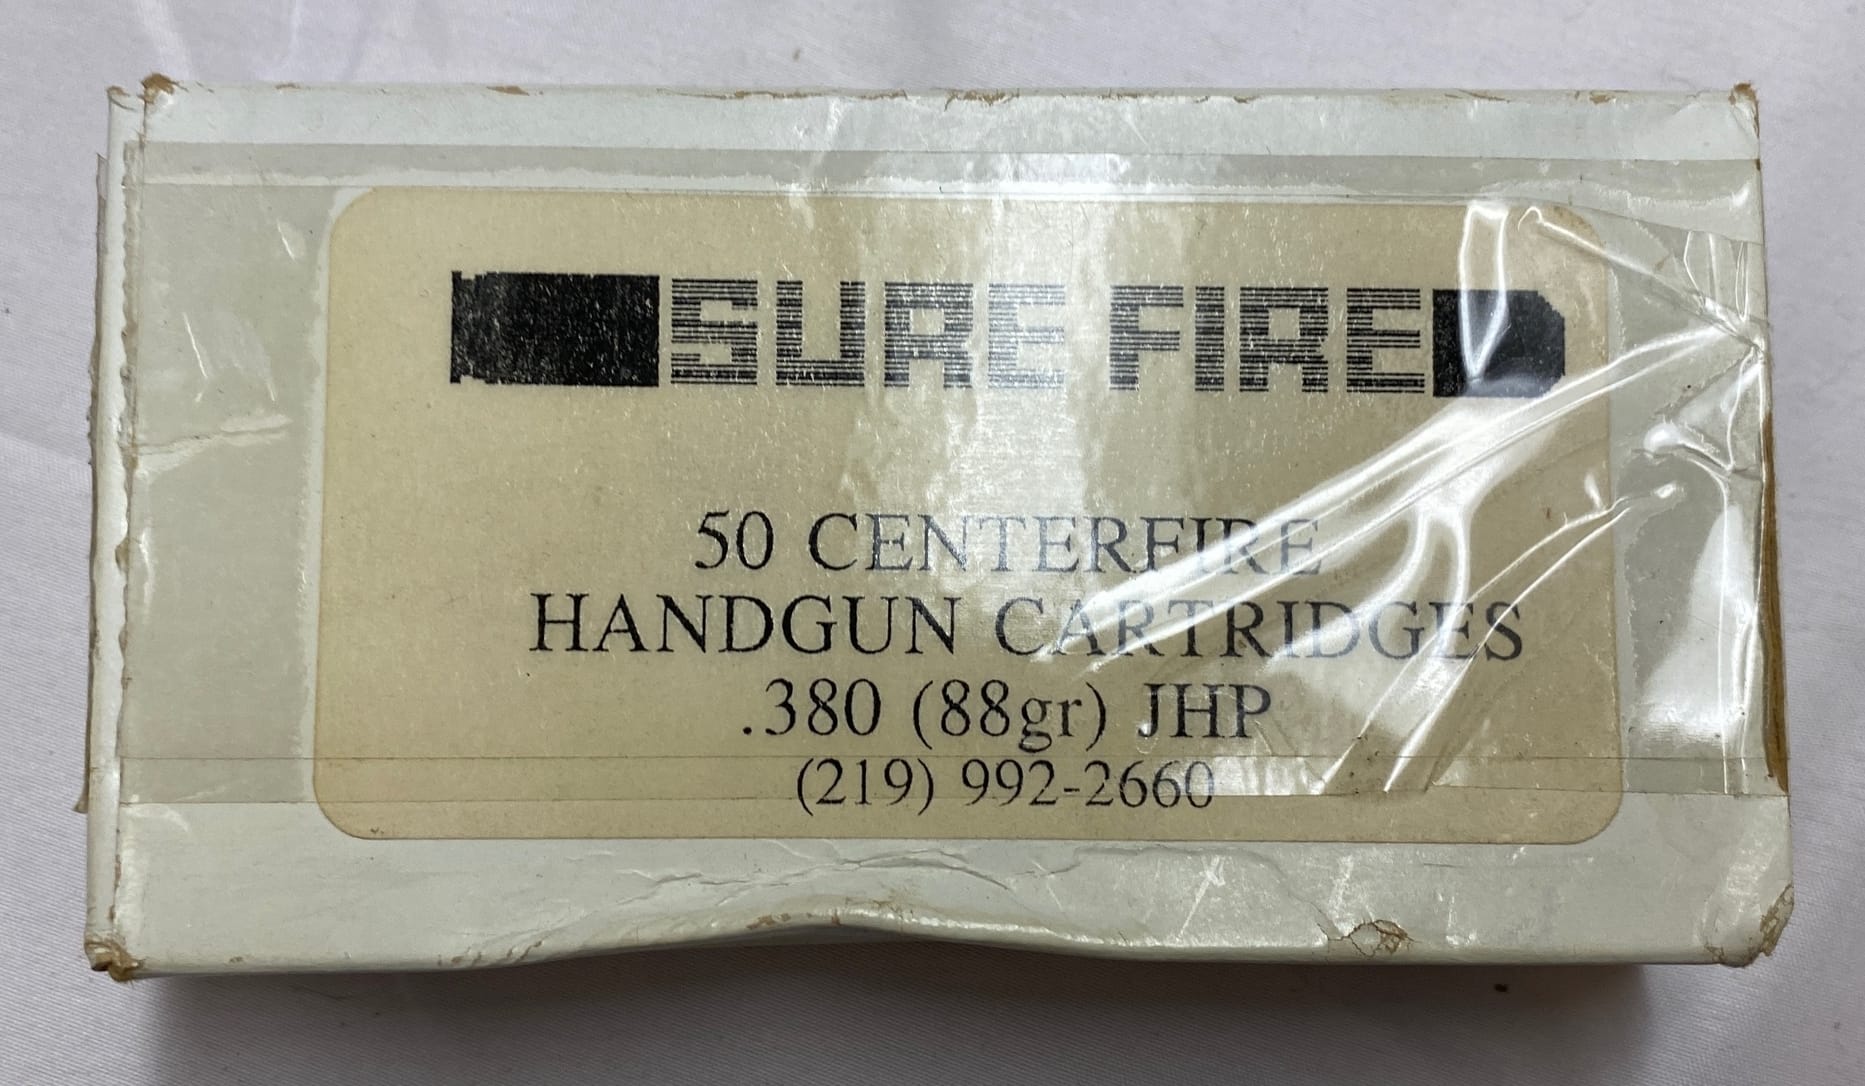 SURE FIRE
50 CENTERFIRE
HANDGUN CARTRIDGES
.380 (88gr) JHP
(219) 992-2660